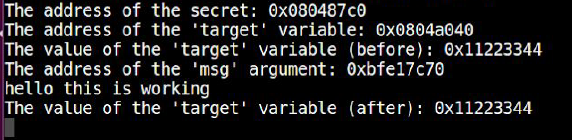 The address of the secret: 0x080487c0
The address of the 'target' variable: 0x0804a040
The value of the 'target' variable (before): 0x11223344
The address of the 'msg' argument: 0xbfe17c70
hello this is working
The value of the 'target' variable (after): 0x11223344